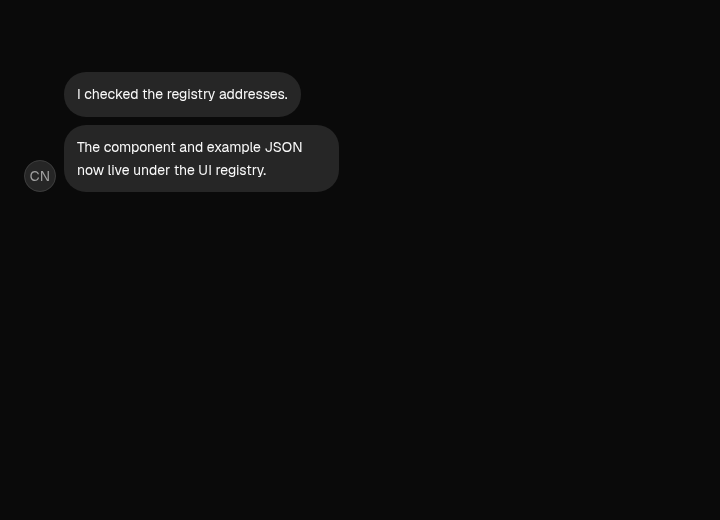 I checked the registry addresses.
The component and example JSON
now live under the UI registry.
CN